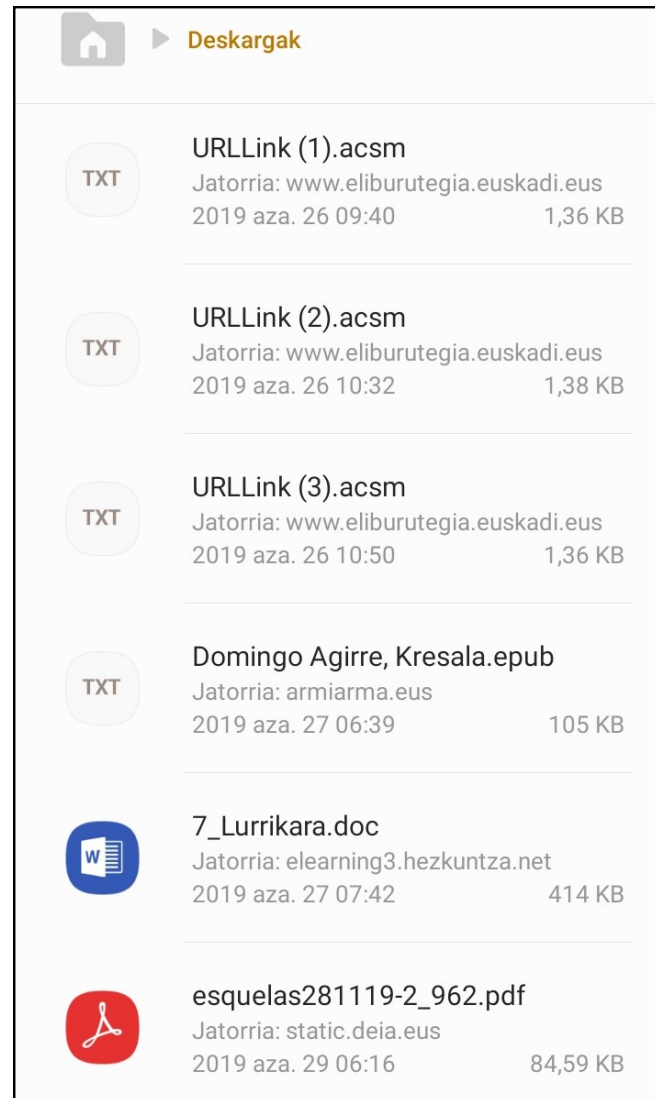 Deskargak
TXT
URLLink (1).acsm
Jatorria: www.eliburutegia.euskadi.eus
2019 aza. 26 09:40 1,36 KB
TXT
URLLink (2).acsm
Jatorria: www.eliburutegia.euskadi.eus
2019 aza. 26 10:32 1,38 KB
TXT
URLLink (3).acsm
Jatorria: www.eliburutegia.euskadi.eus
2019 aza. 26 10:50 1,36 KB
TXT
Domingo Agirre, Kresala.epub
Jatorria: armiarma.eus
2019 aza. 27 06:39 105 KB
W
7_Lurrikara.doc
Jatorria: elearning3.hezkuntza.net
2019 aza. 27 07:42 414 KB
esquelas281119-2_962.pdf
Jatorria: static.deia.eus
2019 aza. 29 06:16 84,59 KB